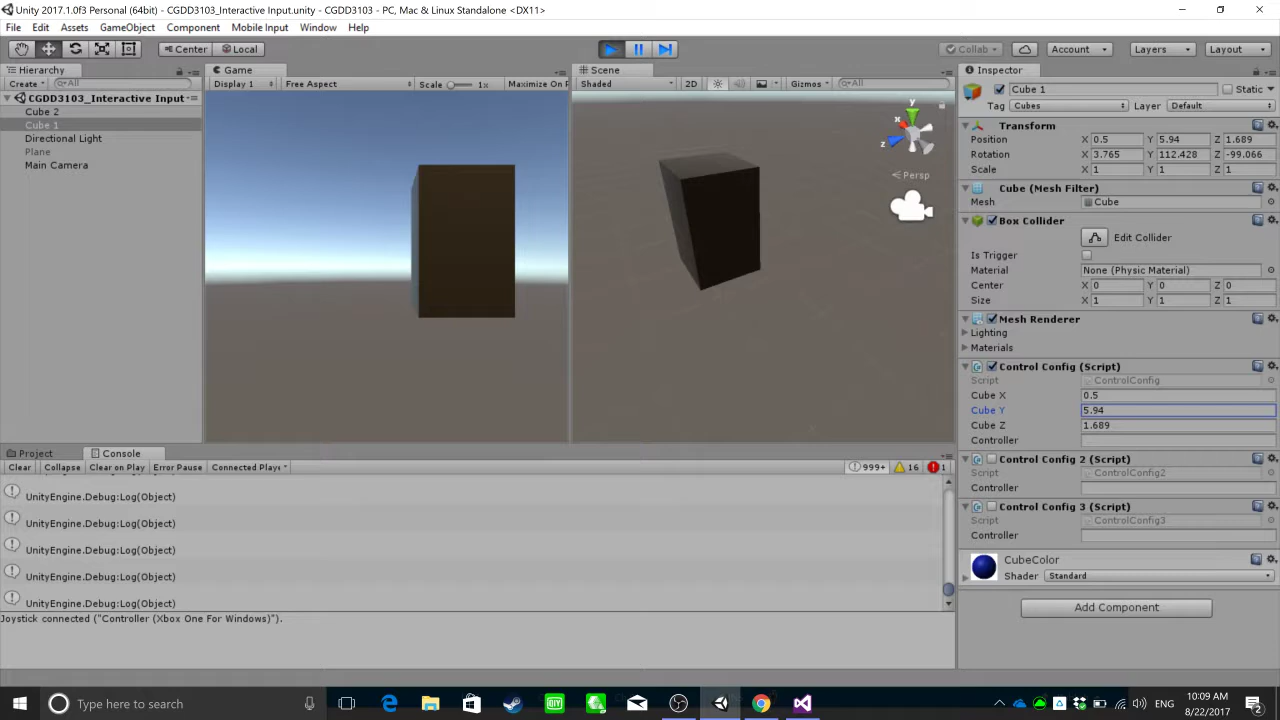 Unity 2017.1.0f3 Personal (64bit) - CGDD3103_Interactive Input.unity - CGDD3103 - PC, Mac & Linux Standalone <DX11>
File Edit Assets GameObject Component Mobile Input Window Help
Center Local Collab Account Layers Layout
Hierarchy
Create All
CGDD3103_Interactive Input
Cube 2
Cube 1
Directional Light
Plane
Main Camera
Game
Display 1 Free Aspect Scale 1x Maximize On P
Scene
Shaded 2D Gizmos All
y
x
z
Persp
Inspector
Cube 1 Static
Tag Cubes Layer Default
Transform
Position X 0.5 Y 5.94 Z 1.689
Rotation X 3.765 Y 112.428 Z -99.066
Scale X 1 Y 1 Z 1
Cube (Mesh Filter)
Mesh Cube
Box Collider
Edit Collider
Is Trigger
Material None (Physic Material)
Center X 0 Y 0 Z 0
Size X 1 Y 1 Z 1
Mesh Renderer
Lighting
Materials
Control Config (Script)
Script ControlConfig
Cube X 0.5
Cube Y 5.94
Cube Z 1.689
Controller
Control Config 2 (Script)
Script ControlConfig2
Controller
Control Config 3 (Script)
Script ControlConfig3
Controller
CubeColor
Shader Standard
Add Component
Project Console
Clear Collapse Clear on Play Error Pause Connected Playe 999+ 16 1
UnityEngine.Debug:Log(Object)
UnityEngine.Debug:Log(Object)
UnityEngine.Debug:Log(Object)
UnityEngine.Debug:Log(Object)
UnityEngine.Debug:Log(Object)
Joystick connected ("Controller (Xbox One For Windows)").
Type here to search
DIY
ENG
10:09 AM
8/22/2017